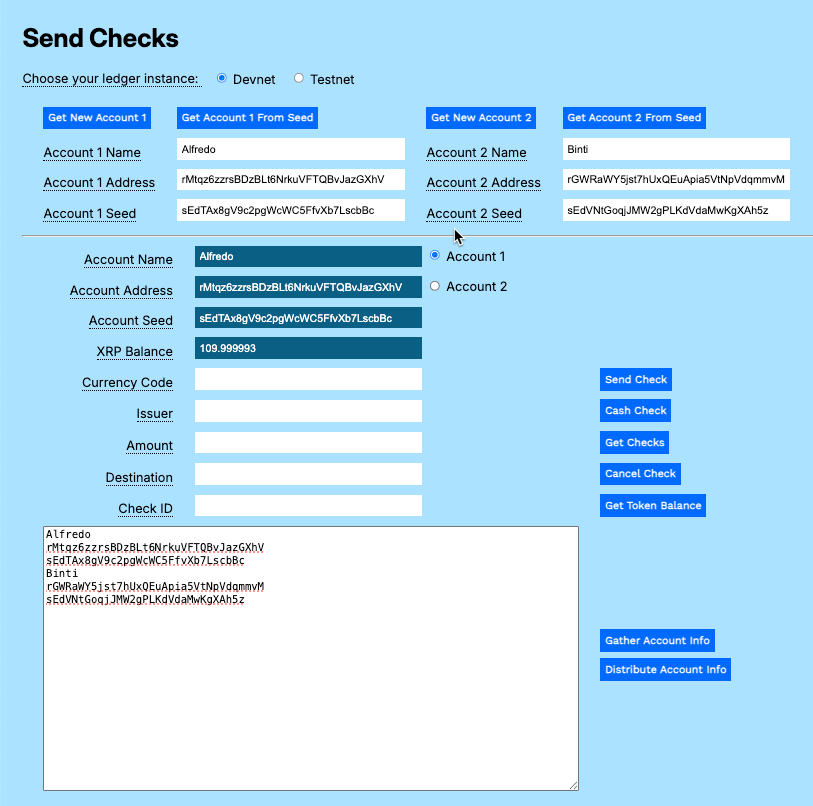 Send Checks
Choose your ledger instance: Devnet Testnet
Get New Account 1 Get Account 1 From Seed Get New Account 2 Get Account 2 From Seed
Account 1 Name Alfredo Account 2 Name Binti
Account 1 Address rMtqz6zzrsBDzBLt6NrkuVFTQBvJazGXhV Account 2 Address rGWRaWY5jst7hUxQEuApia5VtNpVdqmmvM
Account 1 Seed sEdTAx8gV9c2pgWcWC5FfvXb7LscbBc Account 2 Seed sEdVNtGoqjJMW2gPLKdVdaMwKgXAh5z
Account Name Alfredo Account 1
Account Address rMtqz6zzrsBDzBLt6NrkuVFTQBvJazGXhV Account 2
Account Seed sEdTAx8gV9c2pgWcWC5FfvXb7LscbBc
XRP Balance 109.999993
Currency Code Send Check
Issuer Cash Check
Amount Get Checks
Destination Cancel Check
Check ID Get Token Balance
Alfredo
rMtqz6zzrsBDzBLt6NrkuVFTQBvJazGXhV
sEdTAx8gV9c2pgWcWC5FfvXb7LscbBc
Binti
rGWRaWY5jst7hUxQEuApia5VtNpVdqmmvM
sEdVNtGoqjJMW2gPLKdVdaMwKgXAh5z
Gather Account Info
Distribute Account Info